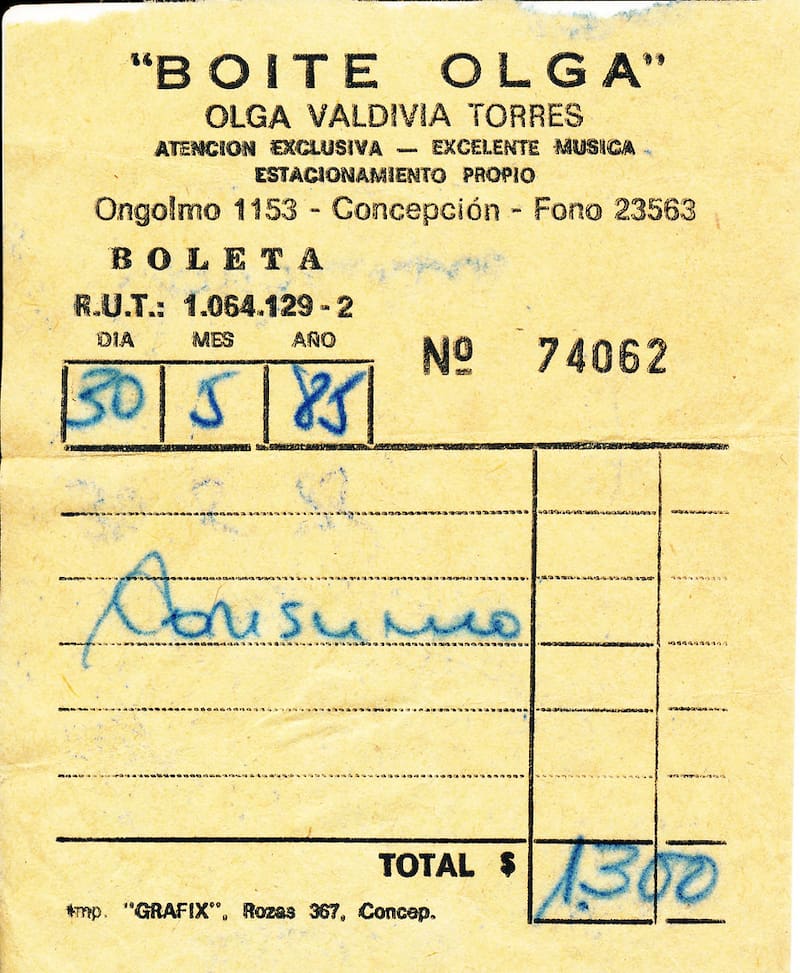 "BOITE OLGA"
OLGA VALDIVIA TORRES
ATENCION EXCLUSIVA — EXCELENTE MUSICA
ESTACIONAMIENTO PROPIO
Ongolmo 1153 - Concepción - Fono 23563
BOLETA
R.U.T.: 1.064.129-2
DIA MES AÑO
Nº 74062
30 5 85
Consumo
TOTAL $ 1.300
Imp. "GRAFIX", Rozas 367, Concep.